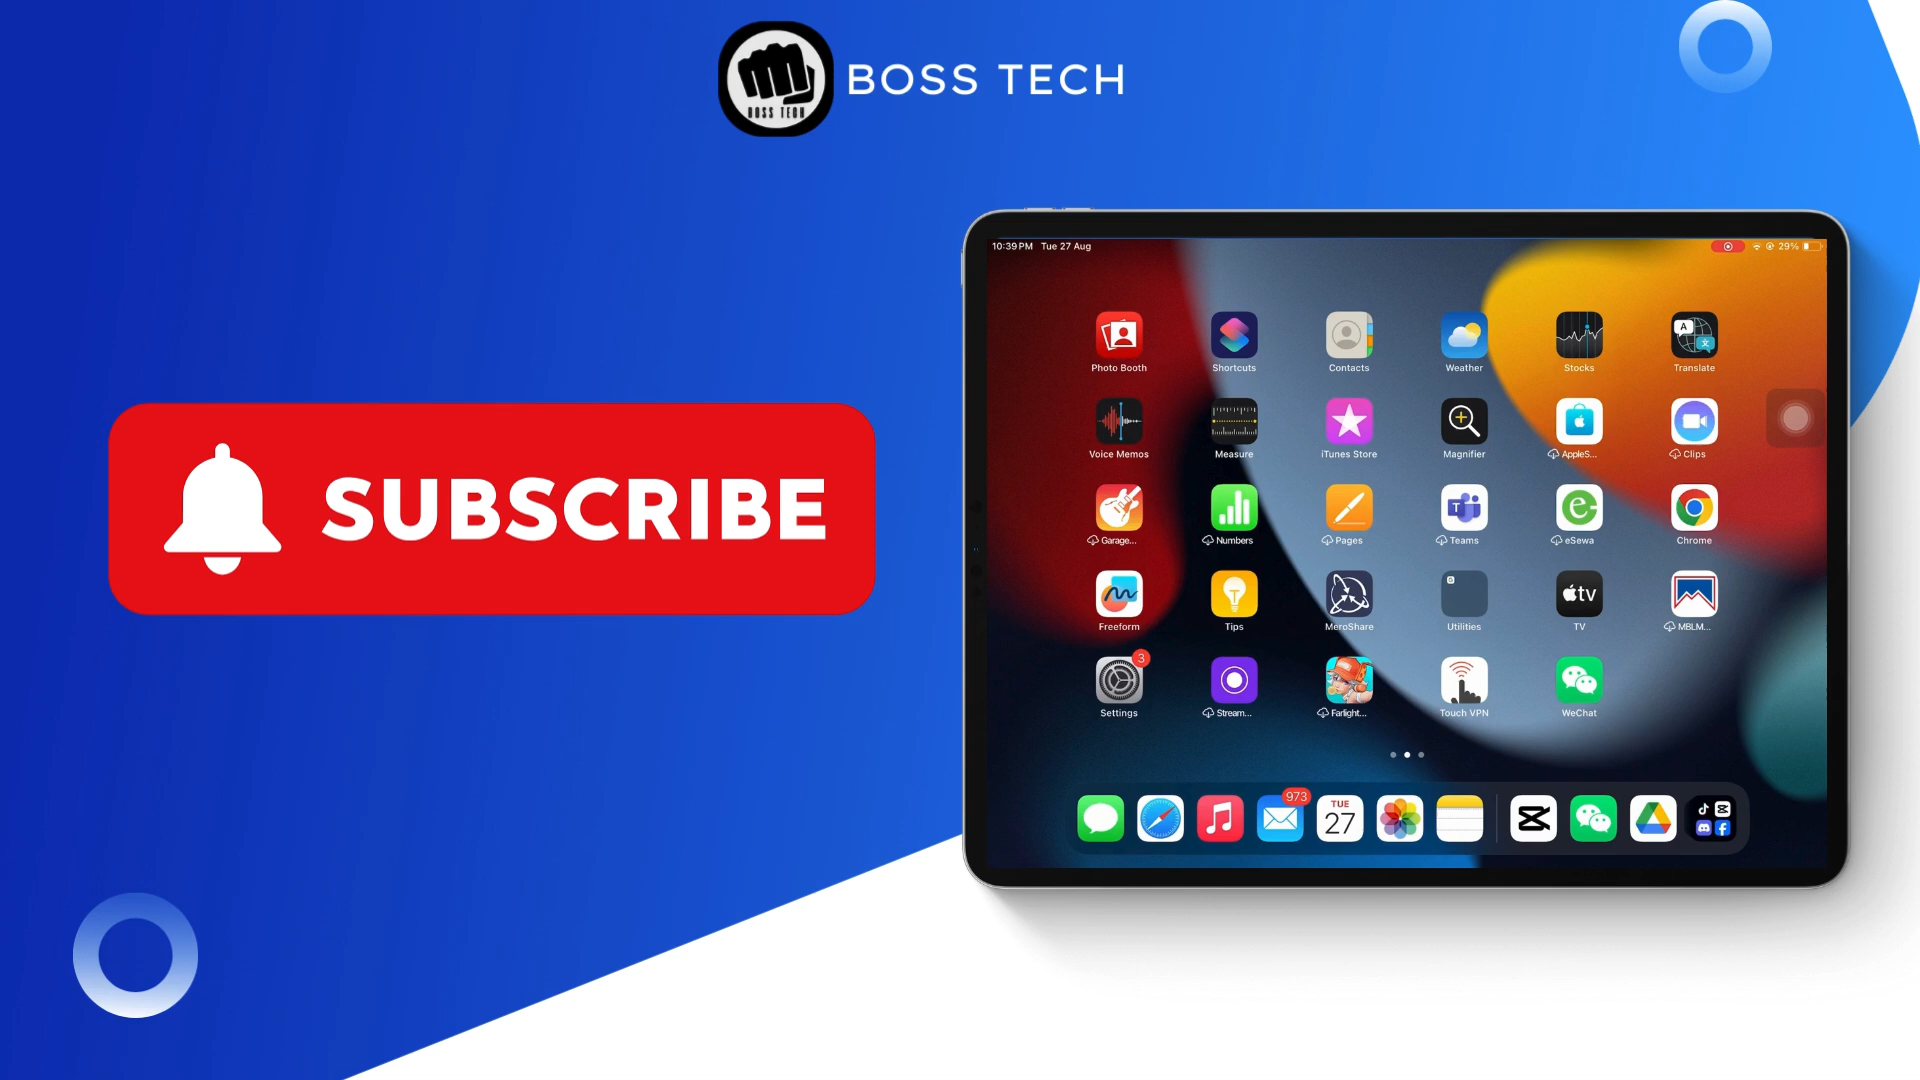 BOSS TECH
BOSS TECH
SUBSCRIBE
10:39 PM Tue 27 Aug
29%
Photo Booth
Shortcuts
Contacts
Weather
Stocks
A
文
Translate
Voice Memos
Measure
iTunes Store
Magnifier
AppleS...
Clips
Garage...
Numbers
Pages
T
Teams
e
eSewa
Chrome
Freeform
T
Tips
MeroShare
Utilities
tv
TV
MBLM...
3
Settings
Stream...
Farlight...
Touch VPN
WeChat
973
TUE
27